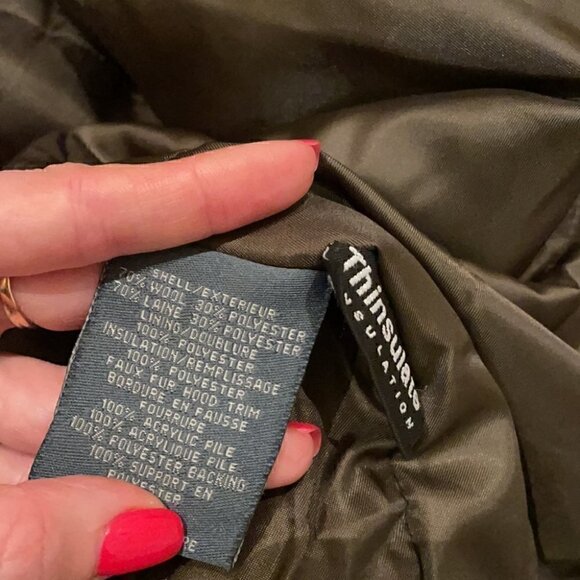 SHELL/EXTERIEUR
70% WOOL 30% POLYESTER
70% LAINE 30% POLYESTER
LINING/DOUBLURE
100% POLYESTER
INSULATION/REMPLISSAGE
100% POLYESTER
FAUX FUR HOOD TRIM
BORDURE EN FAUSSE
FOURRURE
100% ACRYLIC PILE
100% ACRYLIQUE PILE
100% POLYESTER BACKING
100% SUPPORT EN
POLYESTER
Thinsulate
INSULATION